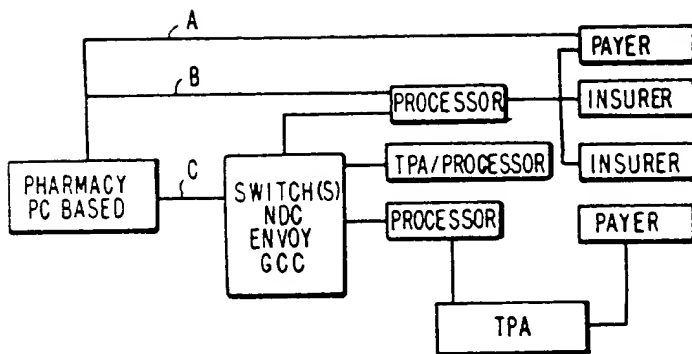 A
PAYER
B
PROCESSOR
INSURER
C
PHARMACY
PC BASED
SWITCH(S)
NDC
ENVOY
GCC
TPA/PROCESSOR
INSURER
PROCESSOR
PAYER
TPA